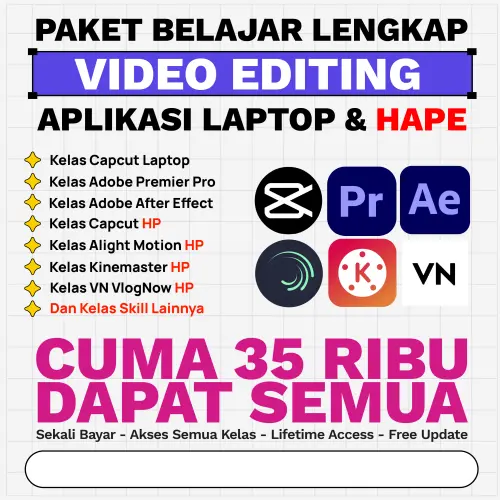 PAKET BELAJAR LENGKAP
VIDEO EDITING
APLIKASI LAPTOP & HAPE
Kelas Capcut Laptop
Kelas Adobe Premier Pro
Kelas Adobe After Effect
Kelas Capcut HP
Kelas Alight Motion HP
Kelas Kinemaster HP
Kelas VN VlogNow HP
Dan Kelas Skill Lainnya
Pr
Ae
K
VN
CUMA 35 RIBU
DAPAT SEMUA
Sekali Bayar - Akses Semua Kelas - Lifetime Access - Free Update